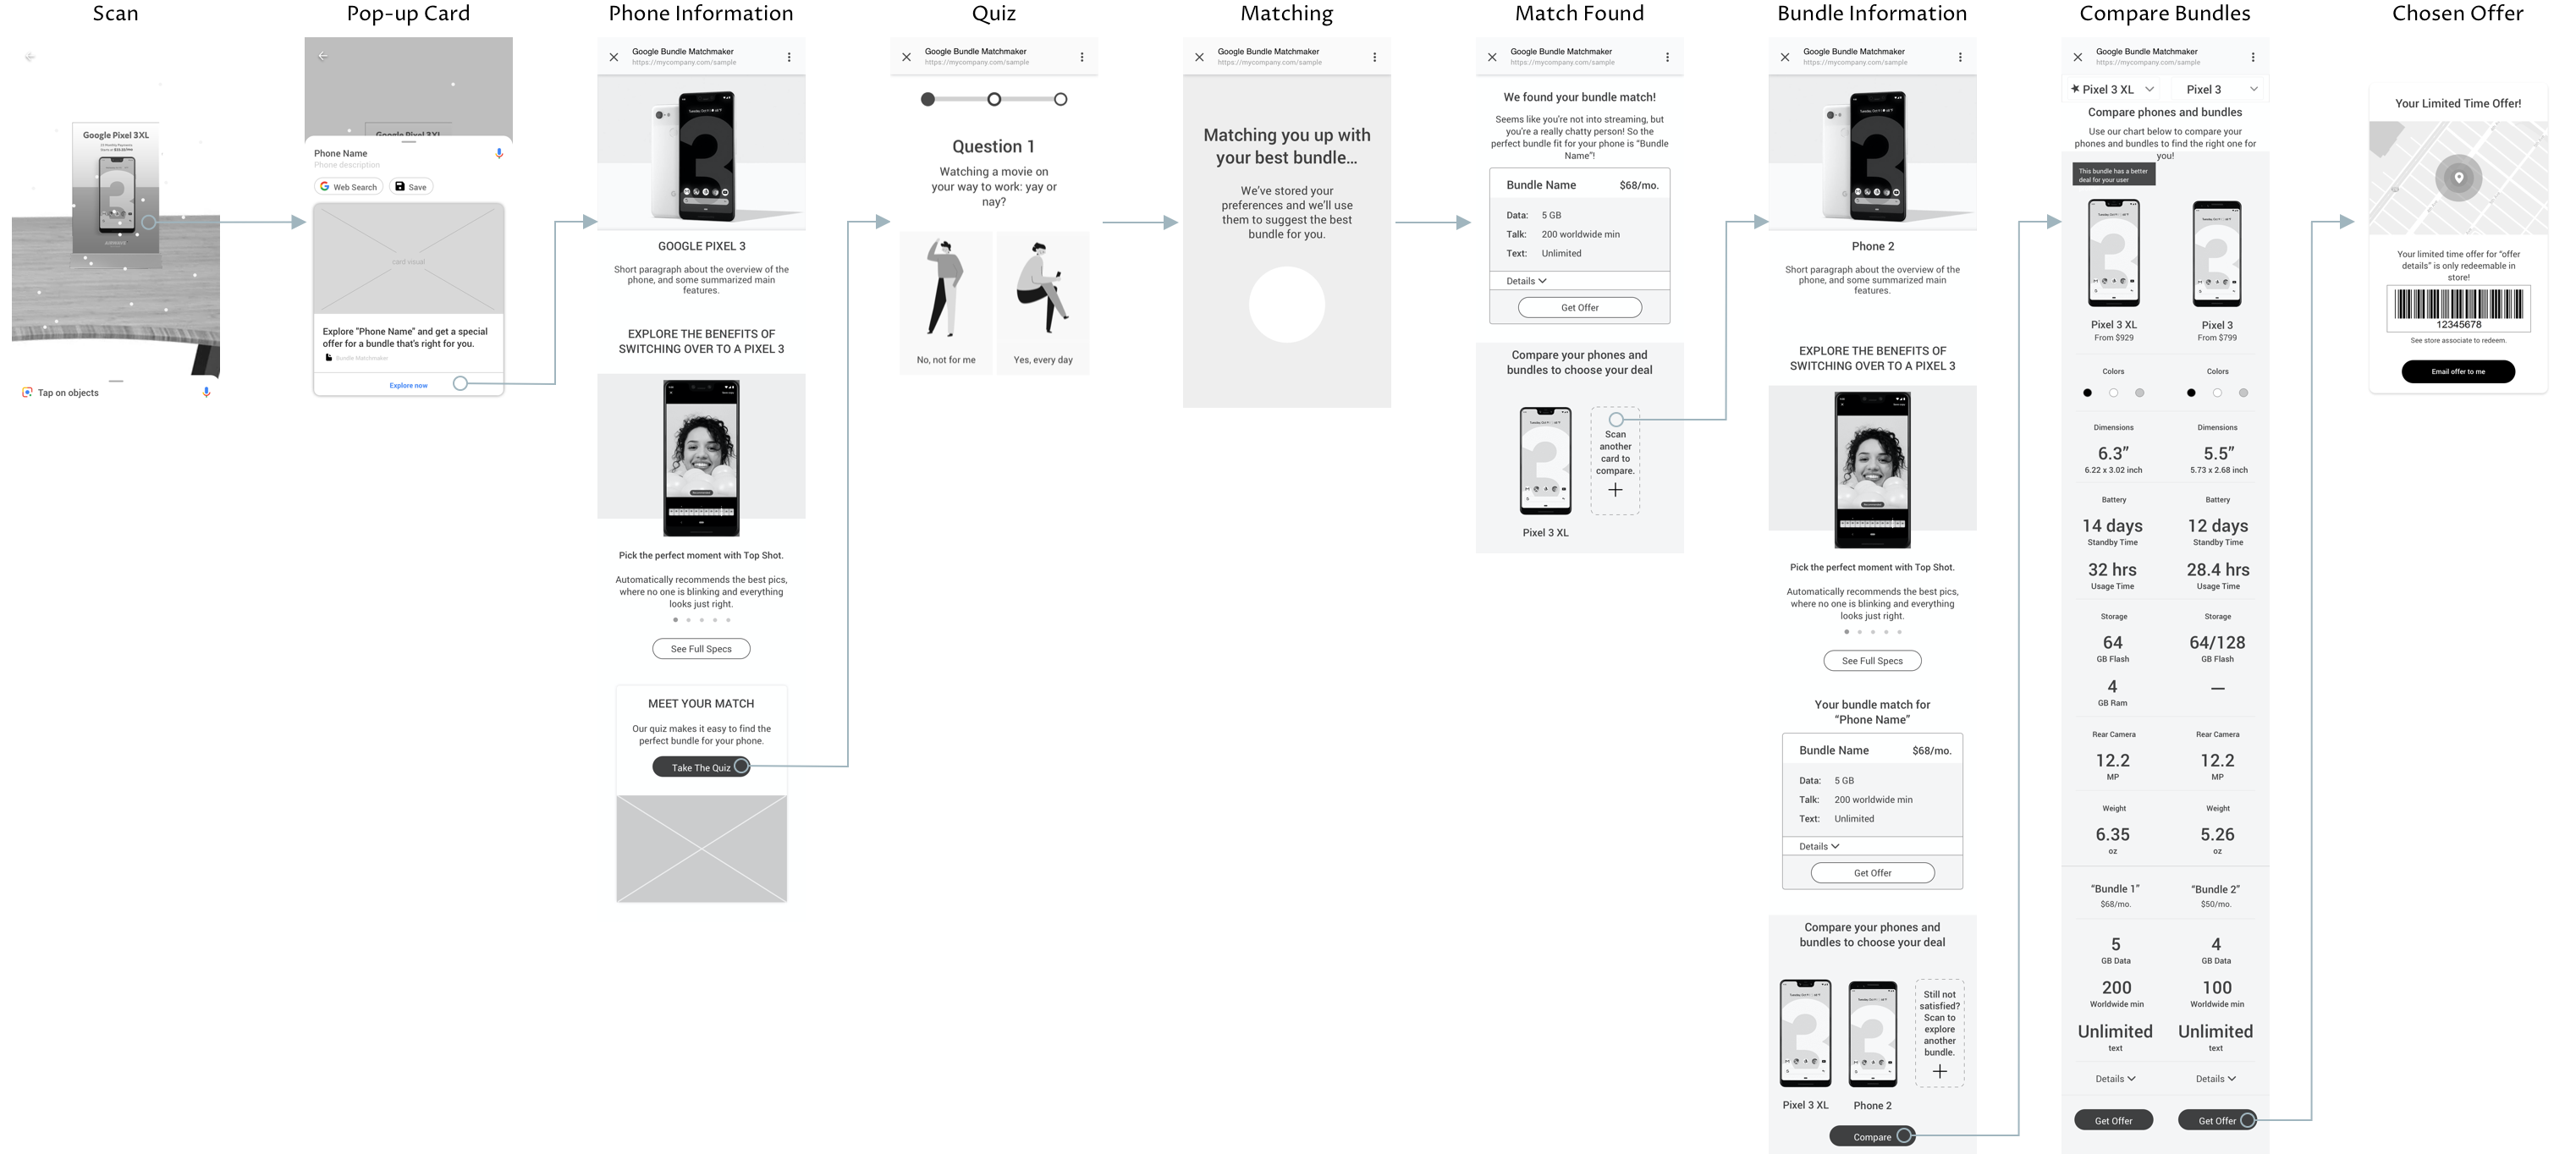 Scan
Google Pixel 3XL
Tap on objects
Pop-up Card
Google Pixel 3XL
Phone Name
Phone description
Web Search
Save
card visual
Explore "Phone Name" and get a special
offer for a bundle that's right for you.
Bundle Matchmaker
Explore now
Phone Information
Google Bundle Matchmaker
https://mycompany.com/sample
GOOGLE PIXEL 3
Short paragraph about the overview of the
phone, and some summarized main
features.
EXPLORE THE BENEFITS OF
SWITCHING OVER TO A PIXEL 3
Pick the perfect moment with Top Shot.
Automatically recommends the best pics,
where no one is blinking and everything
looks just right.
See Full Specs
MEET YOUR MATCH
Our quiz makes it easy to find the
perfect bundle for your phone.
Take The Quiz
Quiz
Google Bundle Matchmaker
https://mycompany.com/sample
Question 1
Watching a movie on
your way to work: yay or
nay?
No, not for me
Yes, every day
Matching
Google Bundle Matchmaker
https://mycompany.com/sample
Matching you up with
your best bundle...
We've stored your
preferences and we'll use
them to suggest the best
bundle for you.
Match Found
Google Bundle Matchmaker
https://mycompany.com/sample
We found your bundle match!
Seems like you're not into streaming, but
you're a really chatty person! So the
perfect bundle fit for your phone is "Bundle
Name"!
Bundle Name $68/mo.
Data: 5 GB
Talk: 200 worldwide min
Text: Unlimited
Details
Get Offer
Compare your phones and
bundles to choose your deal
Scan
another
card to
compare.
Pixel 3 XL
Bundle Information
Google Bundle Matchmaker
https://mycompany.com/sample
Phone 2
Short paragraph about the overview of the
phone, and some summarized main
features.
EXPLORE THE BENEFITS OF
SWITCHING OVER TO A PIXEL 3
Pick the perfect moment with Top Shot.
Automatically recommends the best pics,
where no one is blinking and everything
looks just right.
See Full Specs
Your bundle match for
“Phone Name”
Bundle Name $68/mo.
Data: 5 GB
Talk: 200 worldwide min
Text: Unlimited
Details
Get Offer
Compare your phones and
bundles to choose your deal
Still not
satisfied?
Scan to
explore
another
bundle.
Pixel 3 XL
Phone 2
Compare
Compare Bundles
Google Bundle Matchmaker
https://mycompany.com/sample
Pixel 3 XL Pixel 3
Compare phones and bundles
Use our chart below to compare your
phones and bundles to find the right one for
you!
This bundle has a better
deal for your user
Pixel 3 XL Pixel 3
From $929 From $799
Colors Colors
Dimensions Dimensions
6.3” 5.5”
6.22 x 3.02 inch 5.73 x 2.68 inch
Battery Battery
14 days 12 days
Standby Time Standby Time
32 hrs 28.4 hrs
Usage Time Usage Time
Storage Storage
64 64/128
GB Flash GB Flash
4 —
GB Ram
Rear Camera Rear Camera
12.2 12.2
MP MP
Weight Weight
6.35 5.26
oz oz
“Bundle 1” “Bundle 2”
$68/mo. $50/mo.
5 4
GB Data GB Data
200 100
Worldwide min Worldwide min
Unlimited Unlimited
text text
Details Details
Get Offer Get Offer
Chosen Offer
Your Limited Time Offer!
Your limited time offer for “offer
details” is only redeemable in
store!
12345678
See store associate to redeem.
Email offer to me